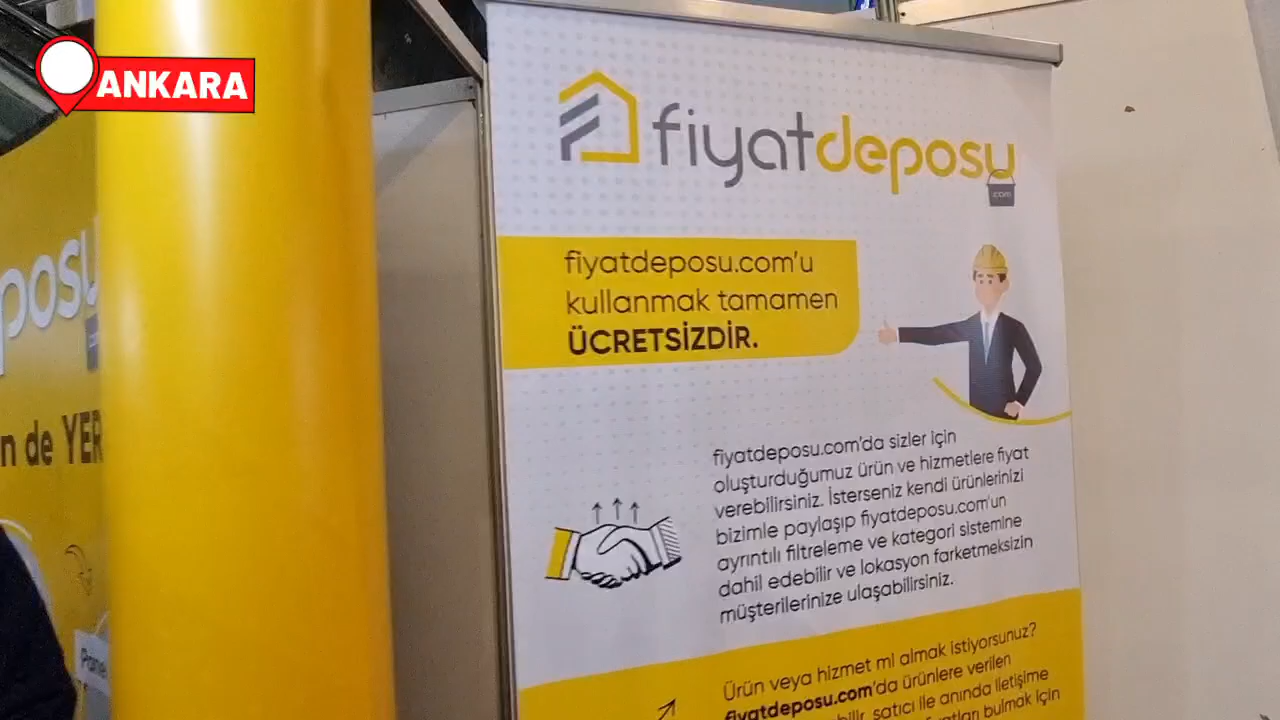 ANKARA
fiyatdeposu
.com
fiyatdeposu.com'u
kullanmak tamamen
ÜCRETSİZDİR.
fiyatdeposu.com'da sizler için
oluşturduğumuz ürün ve hizmetlere fiyat
verebilirsiniz. İsterseniz kendi ürünlerinizi
bizimle paylaşıp fiyatdeposu.com'un
ayrıntılı filtreleme ve kategori sistemine
dahil edebilir ve lokasyon farketmeksizin
müşterilerinize ulaşabilirsiniz.
Ürün veya hizmet mi almak istiyorsunuz?
fiyatdeposu.com'da ürünlere verilen
satıcı ile anında iletişime
bulmak için
posu
n de YER